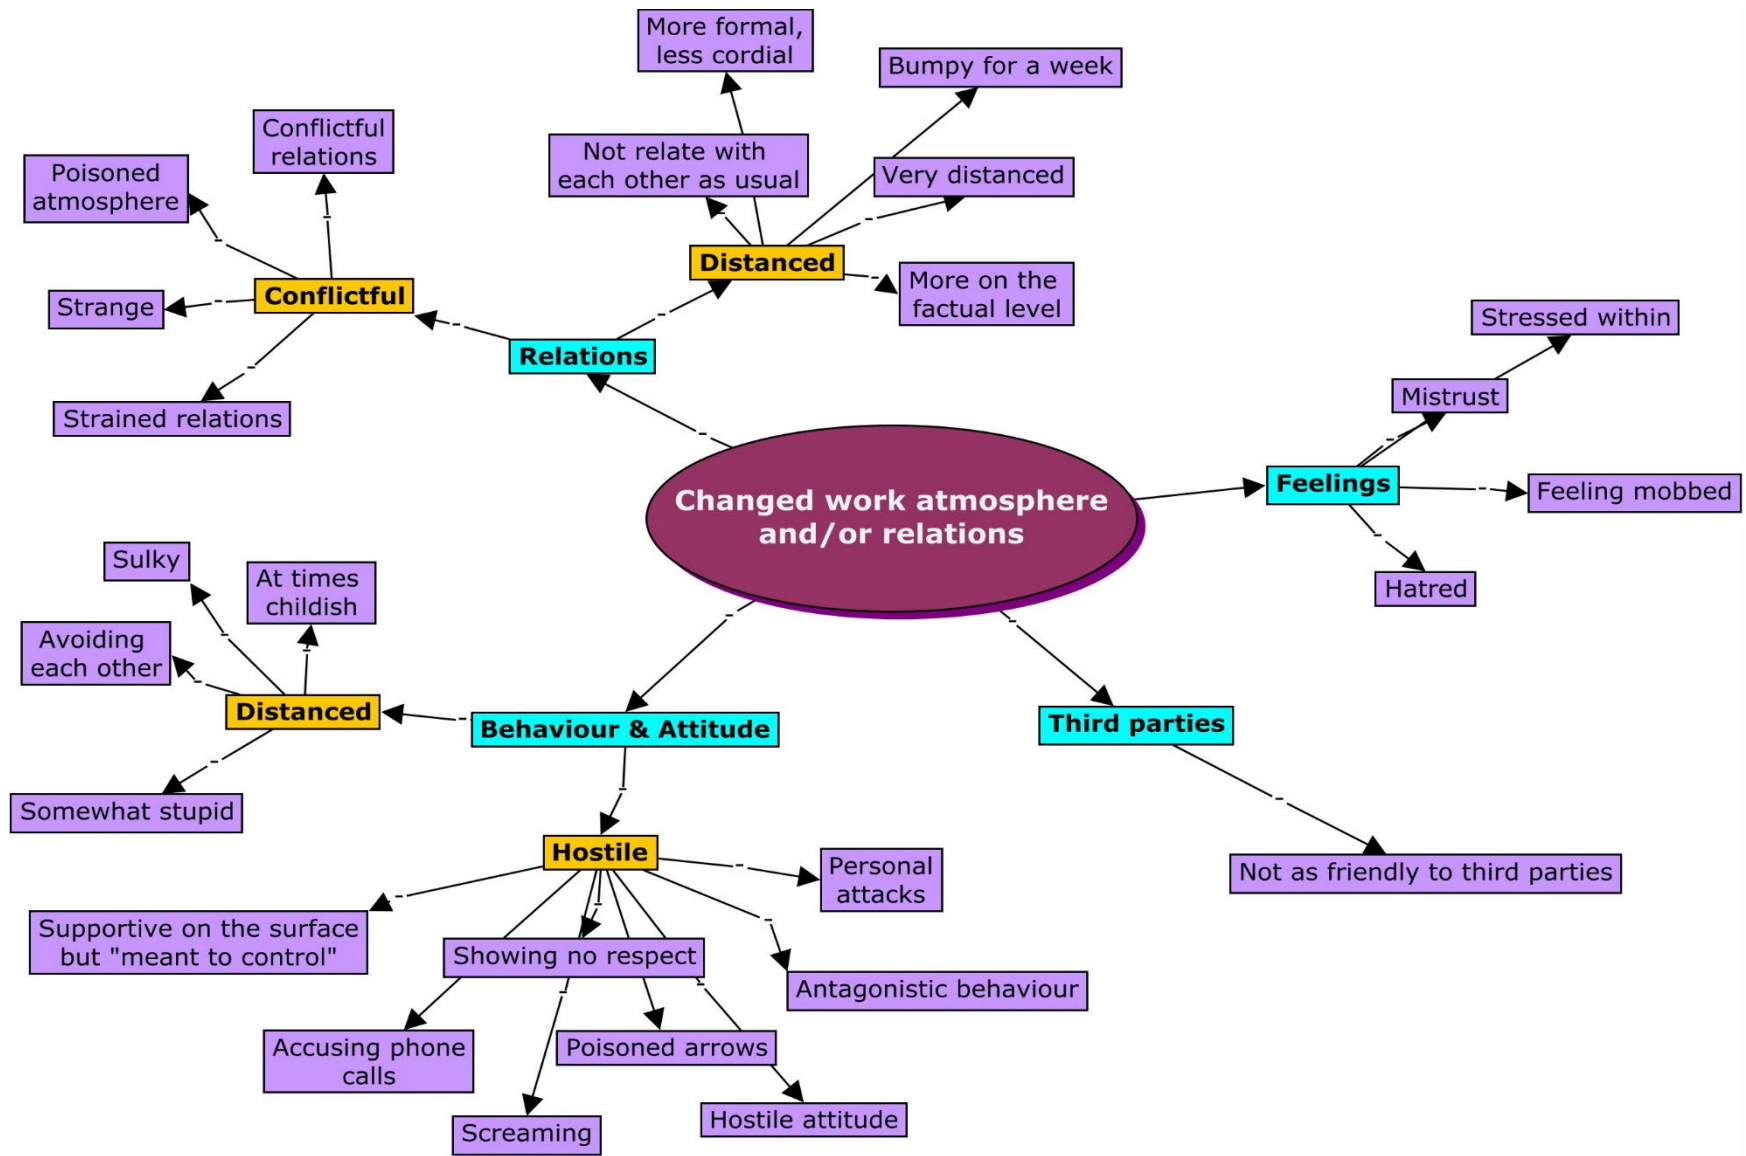 More formal,
less cordial
Bumpy for a week
Conflictful
relations
Not relate with
each other as usual
Very distanced
Poisoned
atmosphere
Distanced
More on the
factual level
Conflictful
Strange
Stressed within
Relations
Mistrust
Strained relations
Changed work atmosphere
and/or relations
Feelings
Feeling mobbed
Sulky
At times
childish
Hatred
Avoiding
each other
Distanced
Behaviour & Attitude
Third parties
Somewhat stupid
Hostile
Personal
attacks
Not as friendly to third parties
Supportive on the surface
but "meant to control"
Showing no respect
Antagonistic behaviour
Accusing phone
calls
Poisoned arrows
Screaming
Hostile attitude